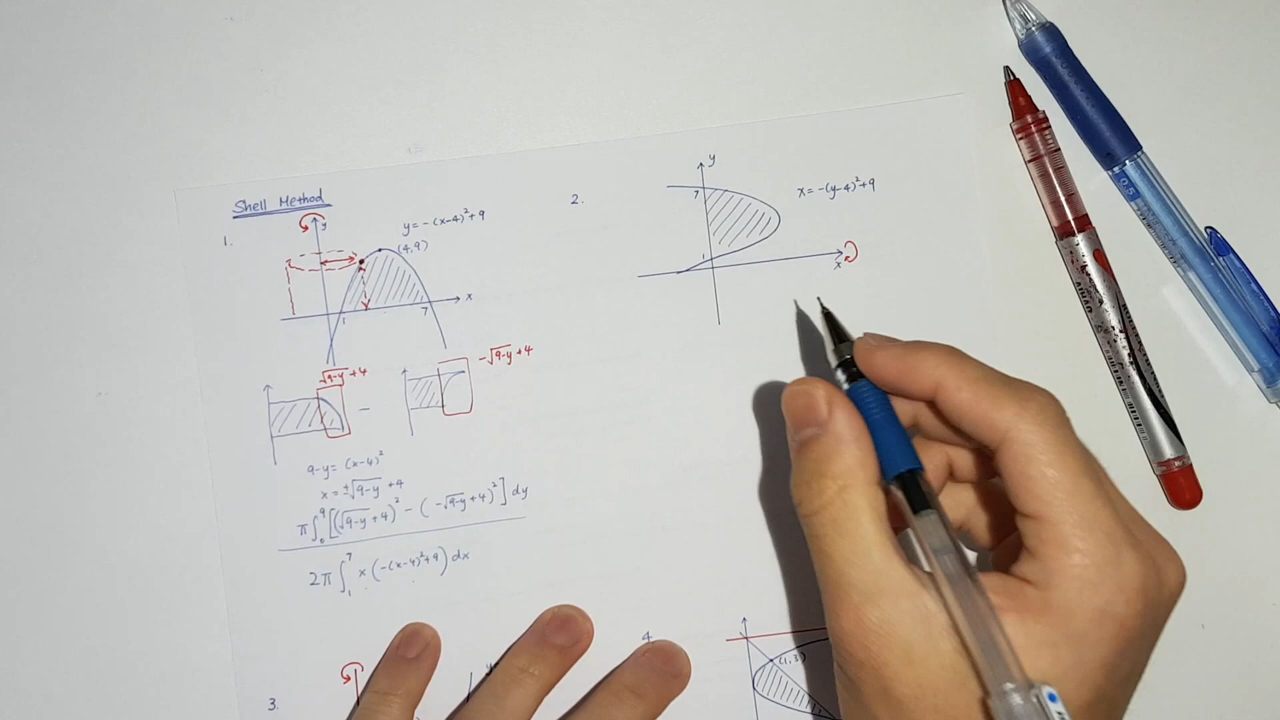 Shell Method
1.
y
y = -(x-4)²+9
(4,9)
x
1
7
√9-y +4
-
-√9-y +4
9-y = (x-4)²
x = ±√9-y +4
π∫₀⁹ [(√9-y +4)² - (-√9-y +4)²] dy
2π ∫₁⁷ x (-(x-4)²+9) dx
2.
y
7
x = -(y-4)²+9
1
x
3.
y
4
(1,3)
0.5